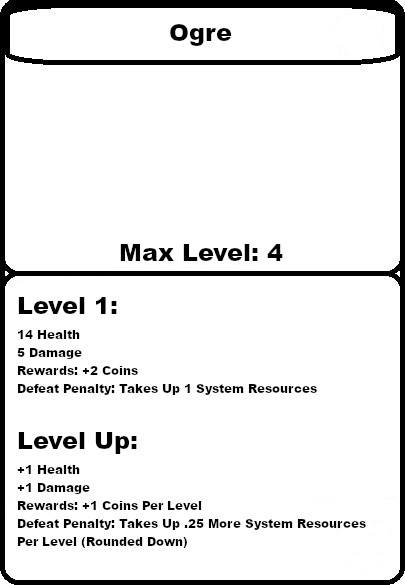 Ogre
Max Level: 4
Level 1:
14 Health
5 Damage
Rewards: +2 Coins
Defeat Penalty: Takes Up 1 System Resources
Level Up:
+1 Health
+1 Damage
Rewards: +1 Coins Per Level
Defeat Penalty: Takes Up .25 More System Resources
Per Level (Rounded Down)